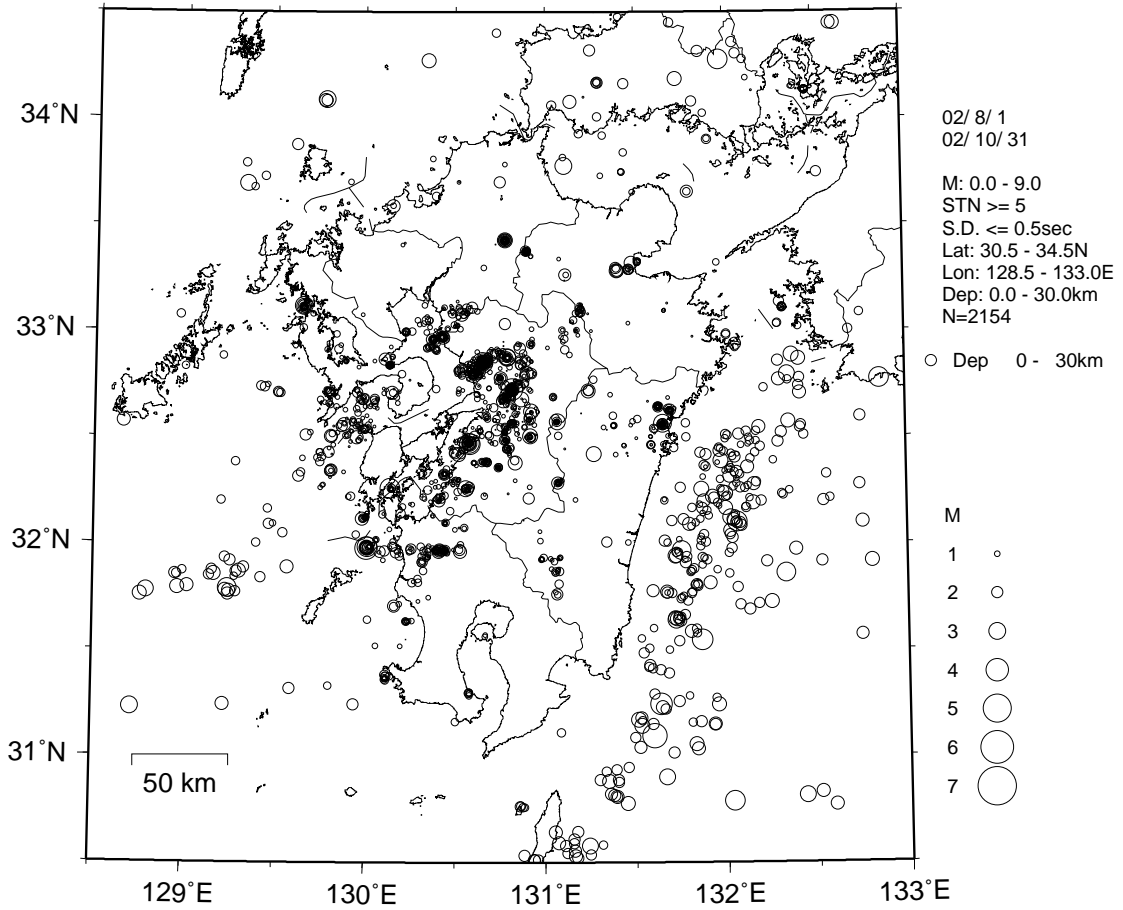 34°N
33°N
32°N
31°N
50 km
129°E
130°E
131°E
132°E
133°E
02/ 8/ 1
02/ 10/ 31
M: 0.0 - 9.0
STN >= 5
S.D. <= 0.5sec
Lat: 30.5 - 34.5N
Lon: 128.5 - 133.0E
Dep: 0.0 - 30.0km
N=2154
Dep 0 - 30km
M
1
2
3
4
5
6
7